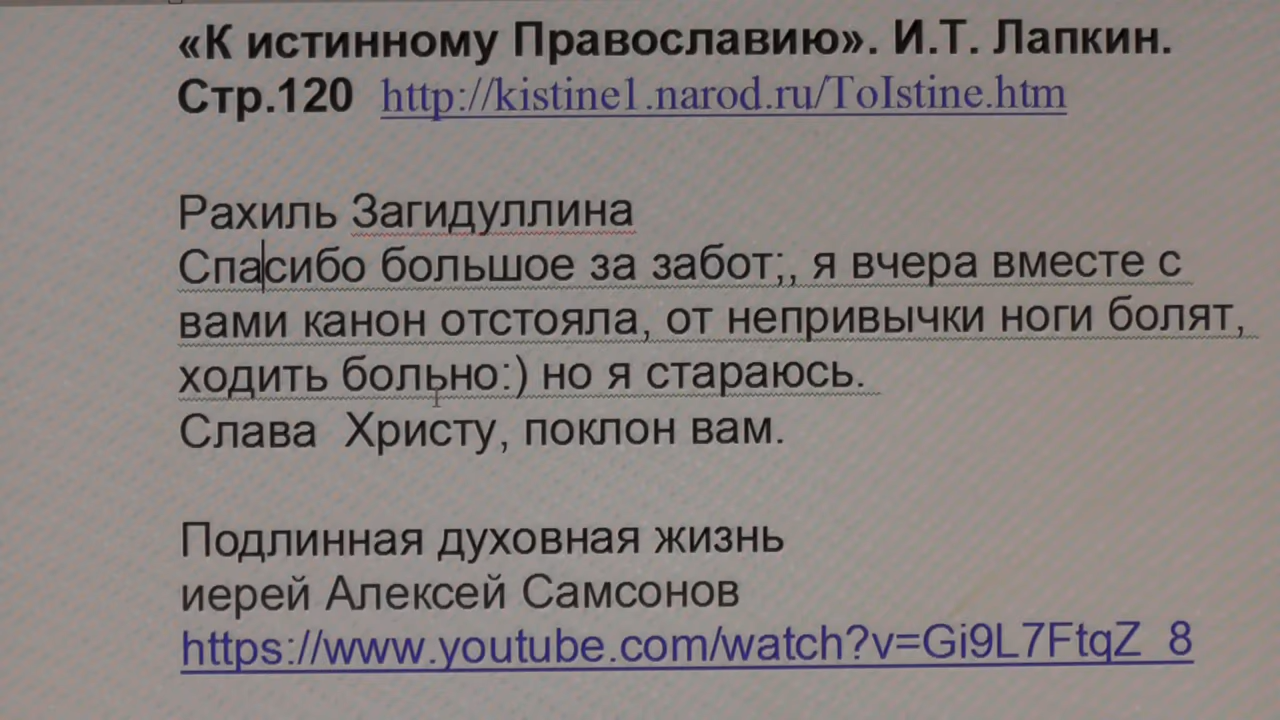 «К истинному Православию». И.Т. Лапкин.
Стр.120 http://kistine1.narod.ru/ToIstine.htm
Рахиль Загидуллина
Спасибо большое за забот;, я вчера вместе с
вами канон отстояла, от непривычки ноги болят,
ходить больно:) но я стараюсь.
Слава Христу, поклон вам.
Подлинная духовная жизнь
иерей Алексей Самсонов
https://www.youtube.com/watch?v=Gi9L7FtqZ_8